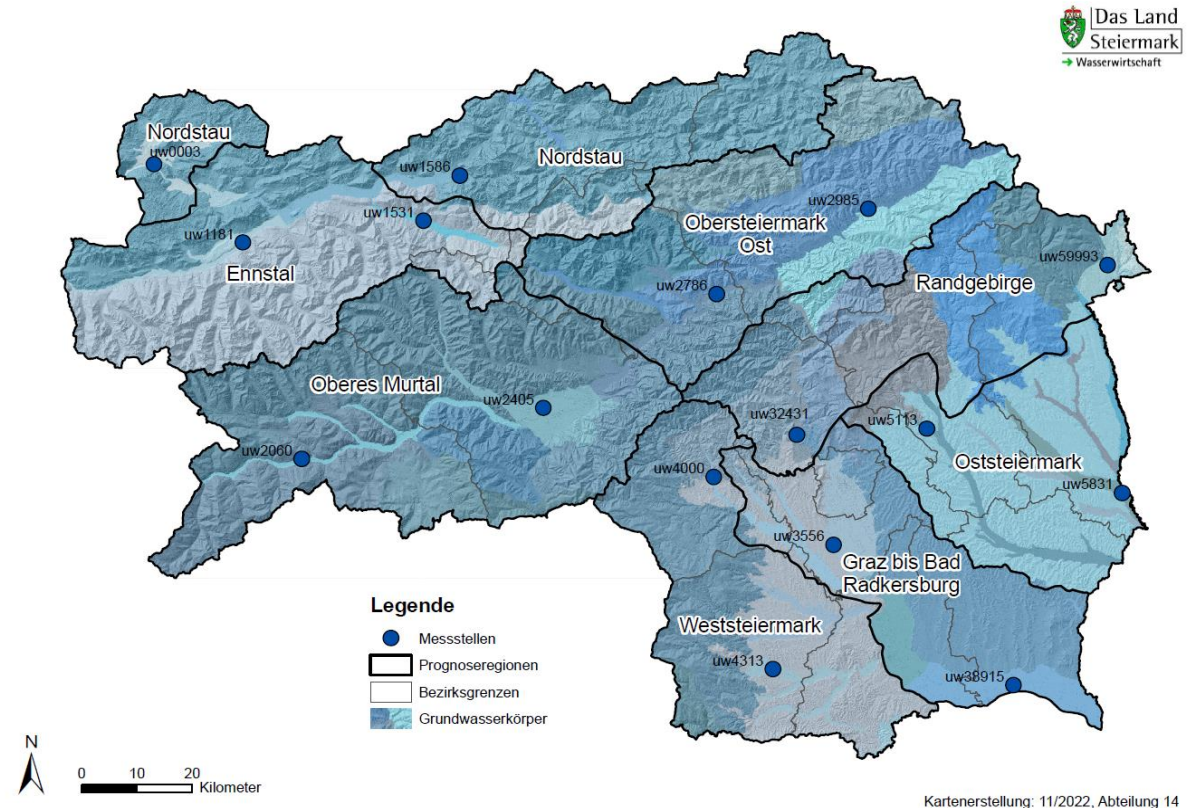 Das Land
Steiermark
→ Wasserwirtschaft
Nordstau
uw0003
Nordstau
uw1586
uw1531
uw1181
Ennstal
uw2985
Obersteiermark
Ost
uw2786
uw59993
Randgebirge
Oberes Murtal
uw2405
uw2060
uw32431
uw5113
Oststeiermark
uw5831
uw4000
uw3556
Graz bis Bad
Radkersburg
Weststeiermark
uw4313
uw38915
Legende
Messstellen
Prognoseregionen
Bezirksgrenzen
Grundwasserkörper
N
0 10 20
Kilometer
Kartenerstellung: 11/2022, Abteilung 14